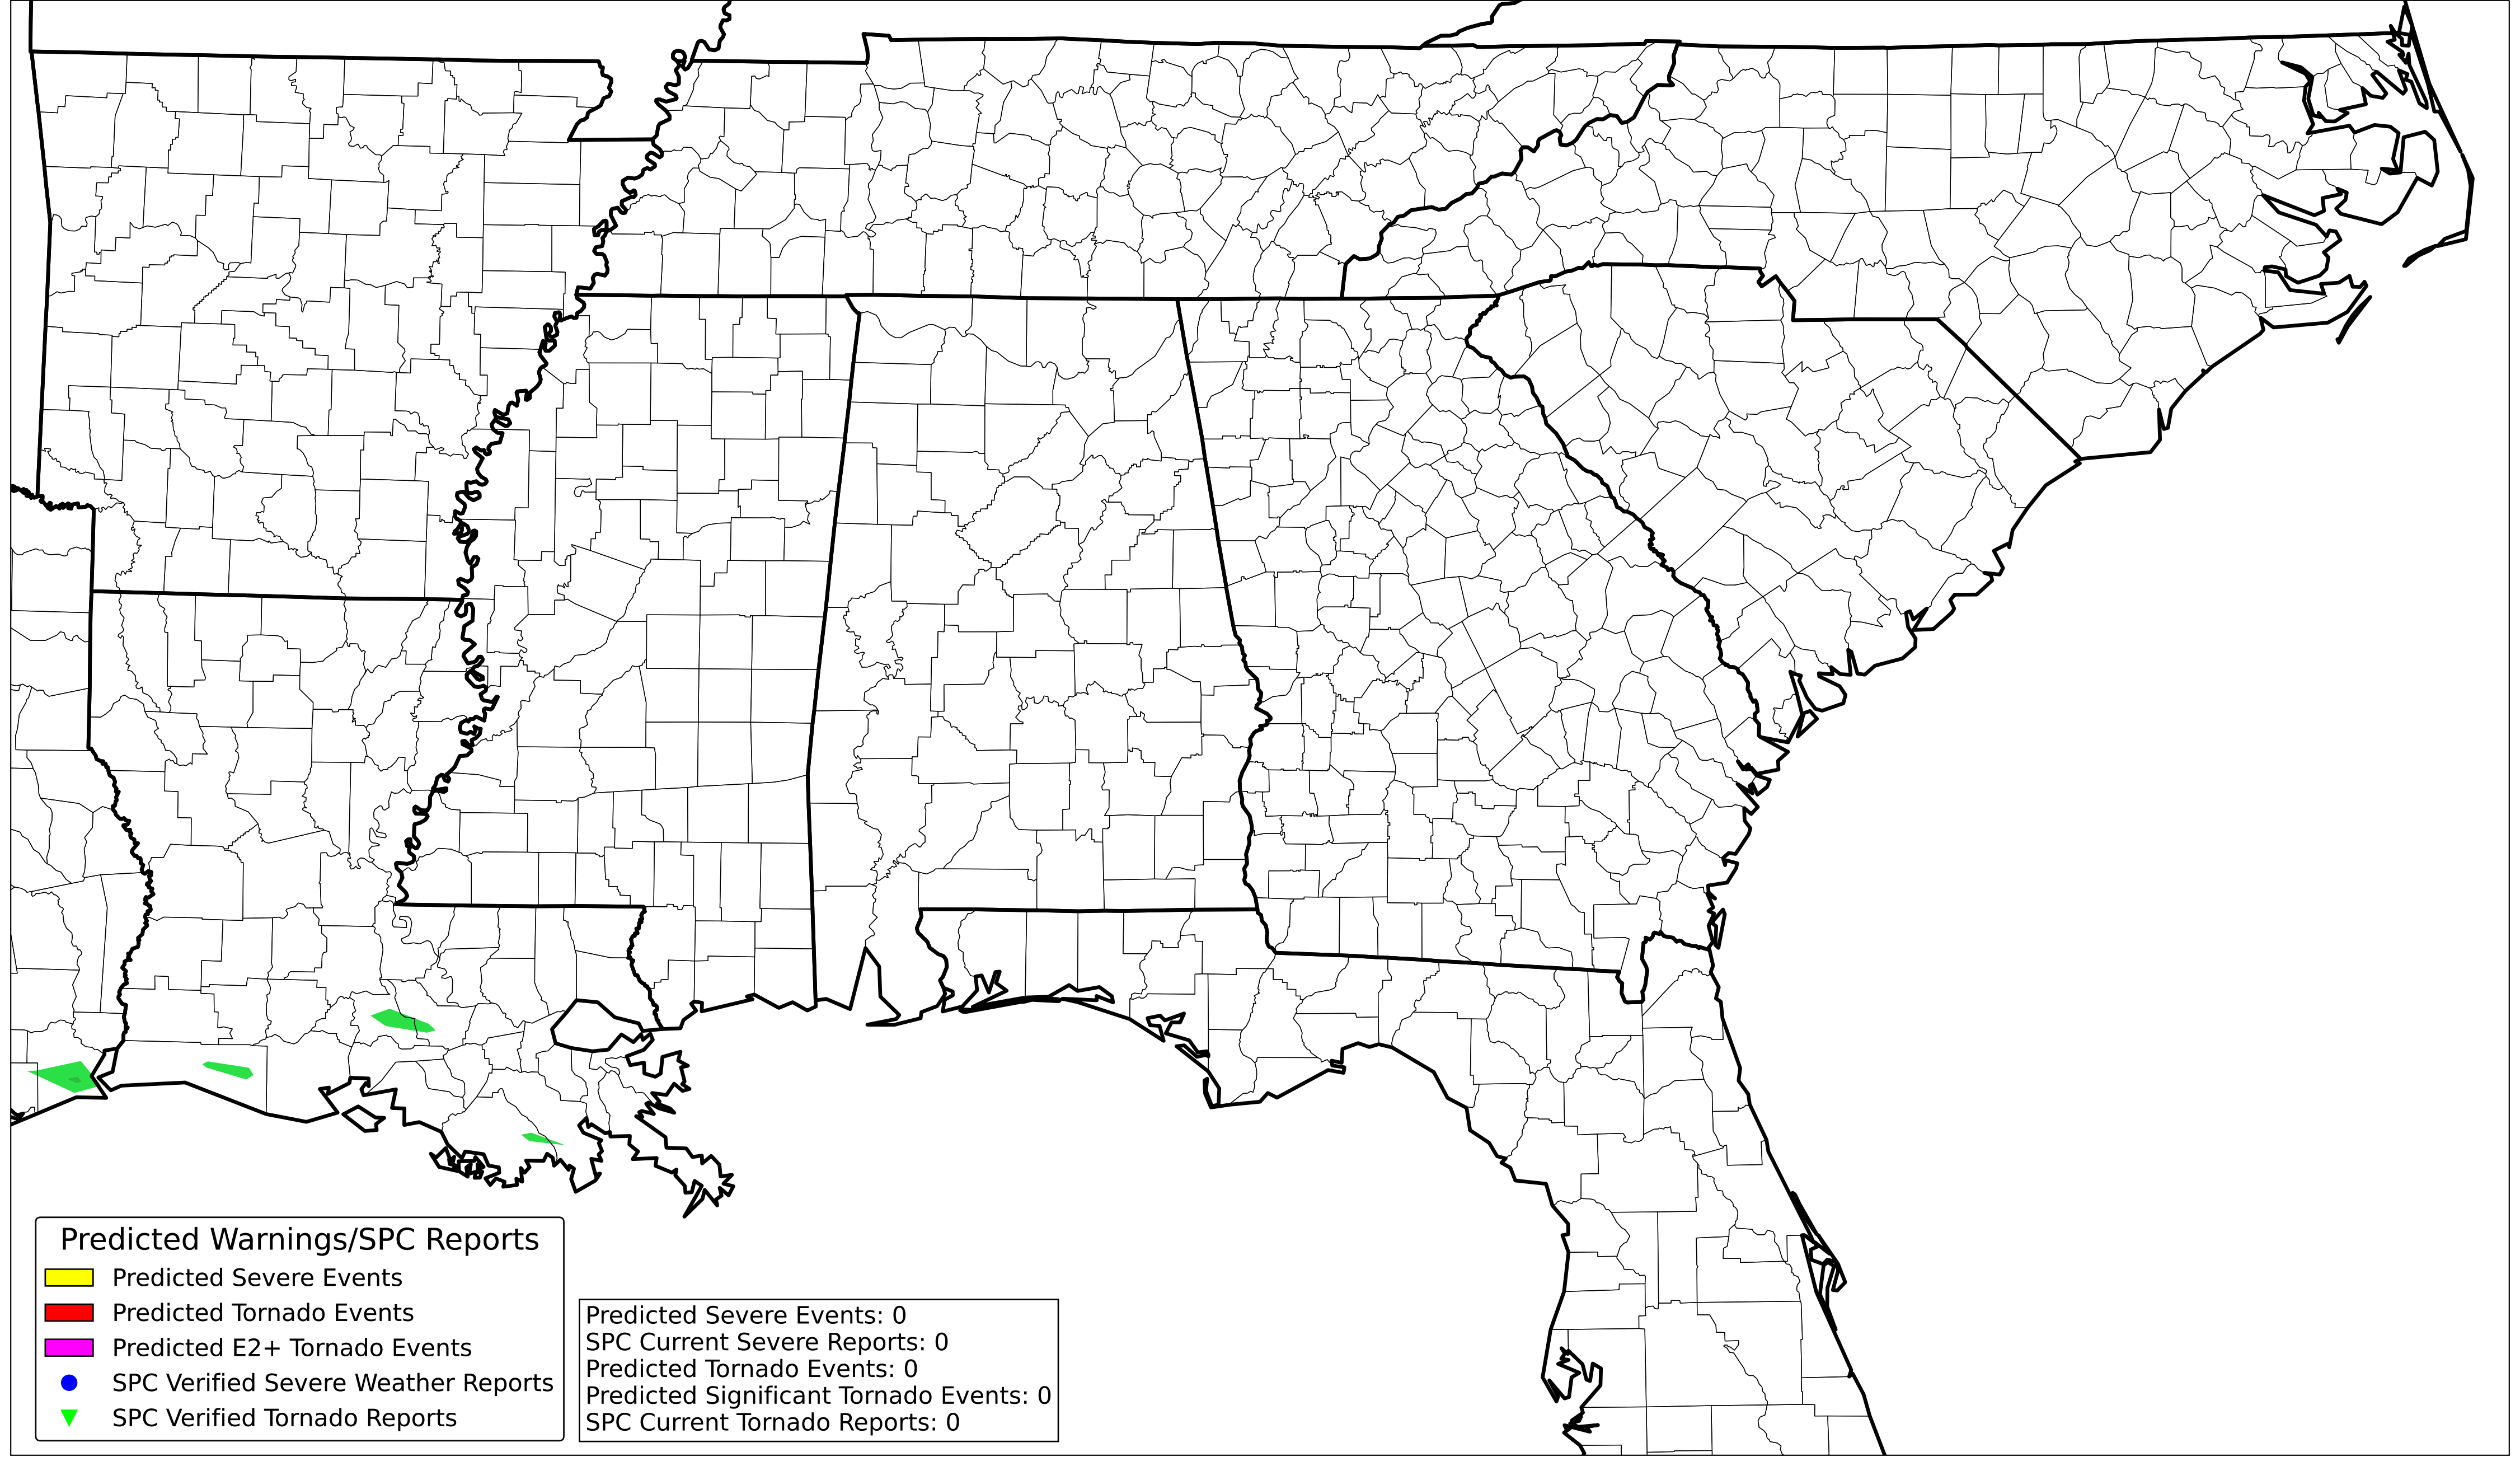 Predicted Warnings/SPC Reports
Predicted Severe Events
Predicted Tornado Events
Predicted E2+ Tornado Events
SPC Verified Severe Weather Reports
SPC Verified Tornado Reports
Predicted Severe Events: 0
SPC Current Severe Reports: 0
Predicted Tornado Events: 0
Predicted Significant Tornado Events: 0
SPC Current Tornado Reports: 0